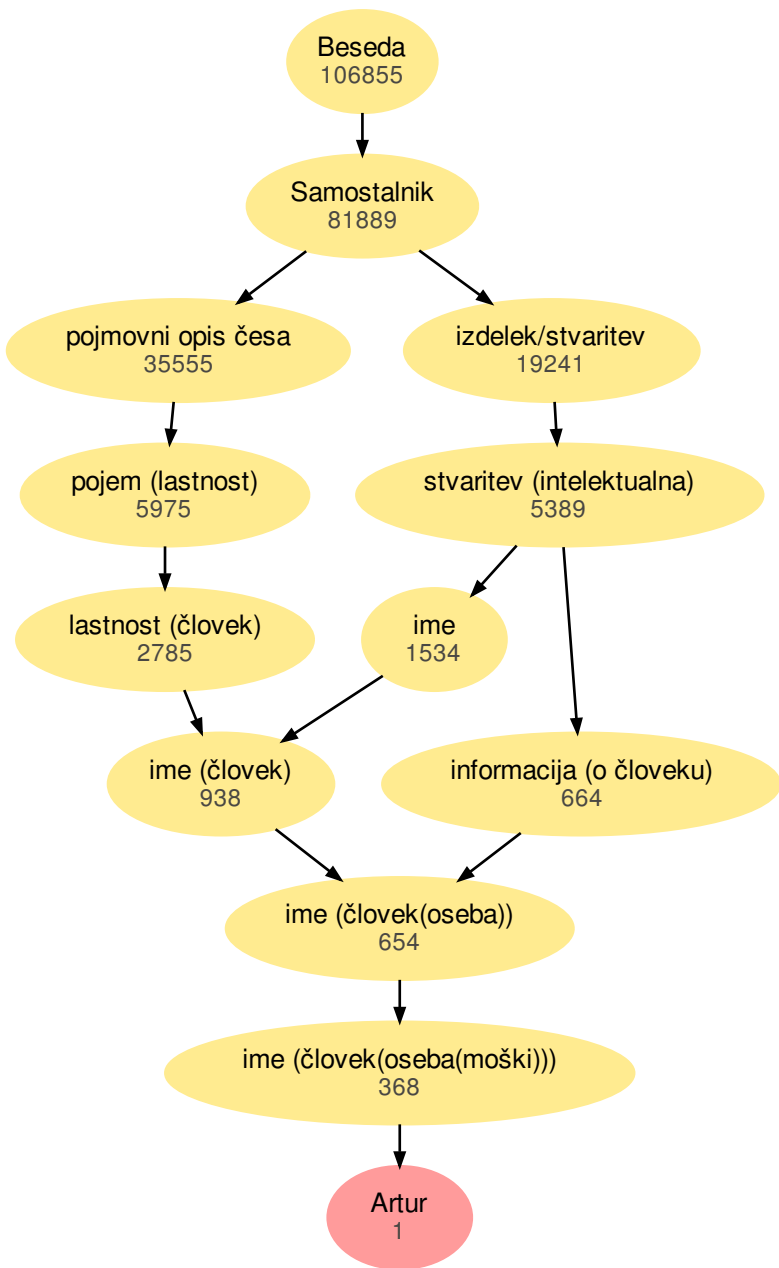 Beseda
106855
Samostalnik
81889
pojmovni opis česa
35555
izdelek/stvaritev
19241
pojem (lastnost)
5975
stvaritev (intelektualna)
5389
lastnost (človek)
2785
ime
1534
ime (človek)
938
informacija (o človeku)
664
ime (človek(oseba))
654
ime (človek(oseba(moški)))
368
Artur
1